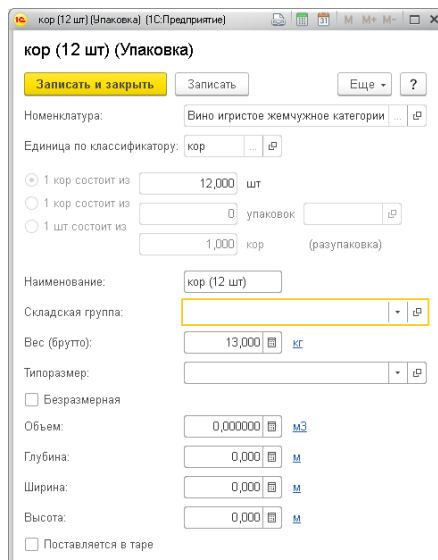 кор (12 шт) (Упаковка) (1С:Предприятие) M M+ M-
кор (12 шт) (Упаковка)
Записать и закрыть Записать Еще ?
Номенклатура: Вино игристое жемчужное категории ...
Единица по классификатору: кор ...
1 кор состоит из 12,000 шт
1 кор состоит из 0 упаковок
1 шт состоит из
1,000 кор (разупаковка)
Наименование: кор (12 шт)
Складская группа:
Вес (брутто): 13,000 кг
Типоразмер:
Безразмерная
Объем: 0,000000 м3
Глубина: 0,000 м
Ширина: 0,000 м
Высота: 0,000 м
Поставляется в таре